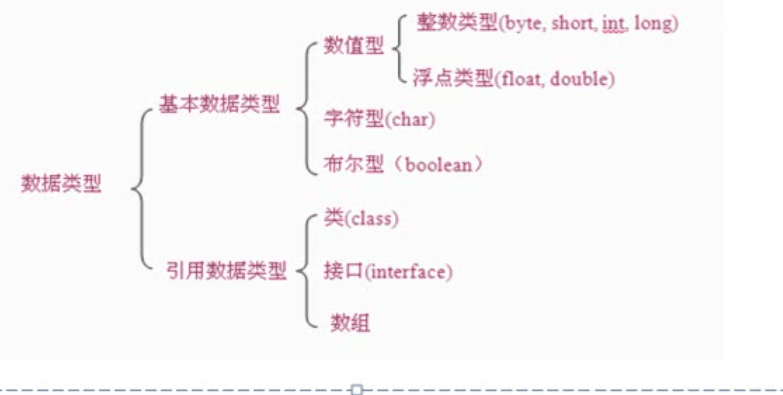 整数类型(byte, short, int, long)
数值型
浮点类型(float, double)
基本数据类型
字符型(char)
布尔型（boolean）
数据类型
类(class)
引用数据类型
接口(interface)
数组